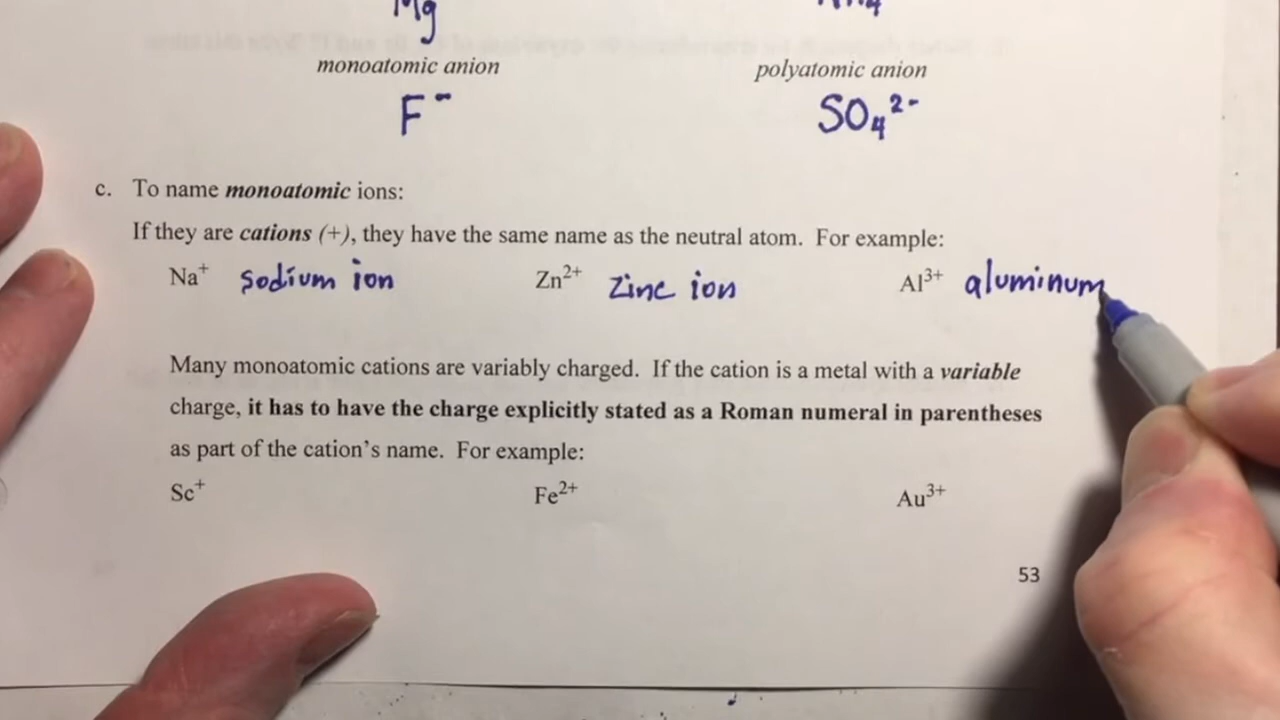 Mg
monoatomic anion polyatomic anion
F⁻ SO₄²⁻
c. To name monoatomic ions:
If they are cations (+), they have the same name as the neutral atom. For example:
Na⁺ sodium ion Zn²⁺ zinc ion Al³⁺ aluminum
Many monoatomic cations are variably charged. If the cation is a metal with a variable
charge, it has to have the charge explicitly stated as a Roman numeral in parentheses
as part of the cation's name. For example:
Sc⁺ Fe²⁺ Au³⁺
53